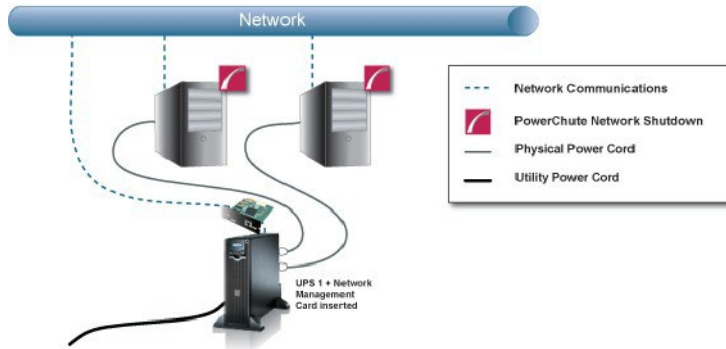 Network
Network Communications
PowerChute Network Shutdown
Physical Power Cord
Utility Power Cord
UPS 1 + Network
Management
Card inserted